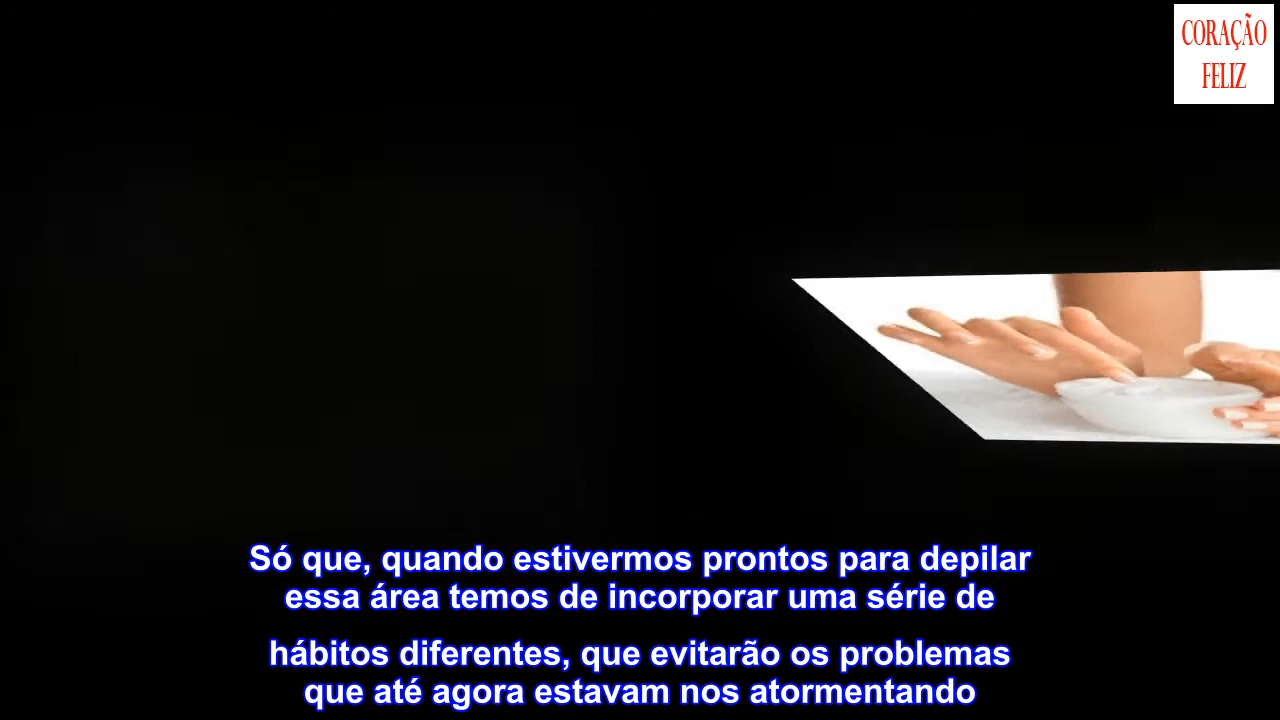 CORAÇÃO
FELIZ
Só que, quando estivermos prontos para depilar
essa área temos de incorporar uma série de
hábitos diferentes, que evitarão os problemas
que até agora estavam nos atormentando